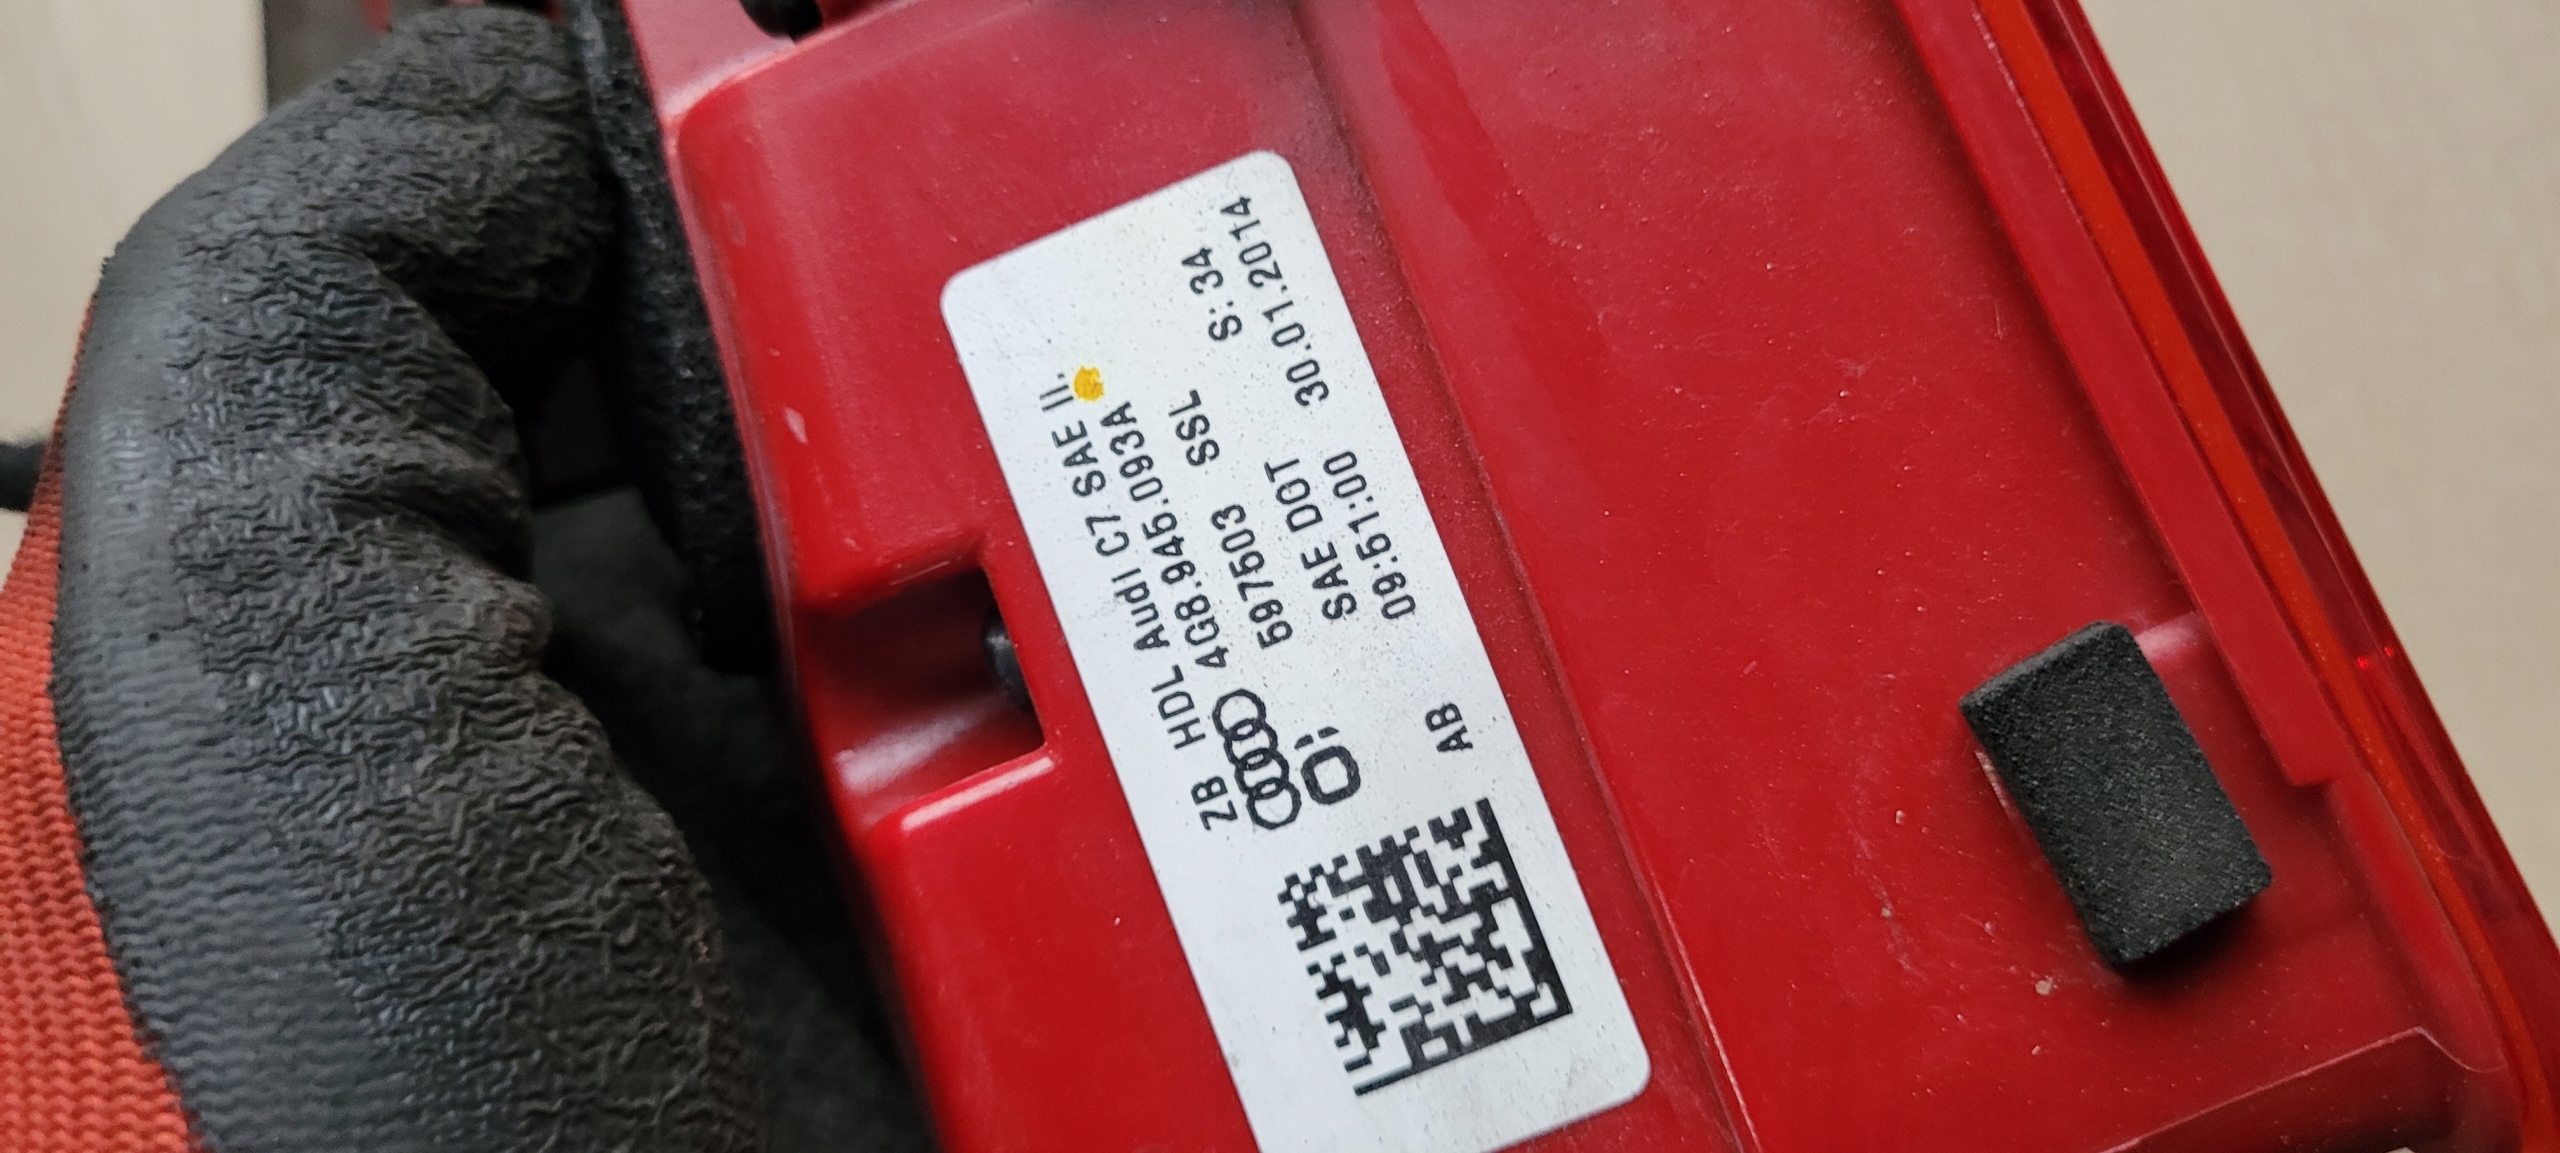 ZB HDL Audi C7 SAE li.
4G8.945.093A
597503 SSL S: 34
SAE DOT
09:51:00 30.01.2014
AB